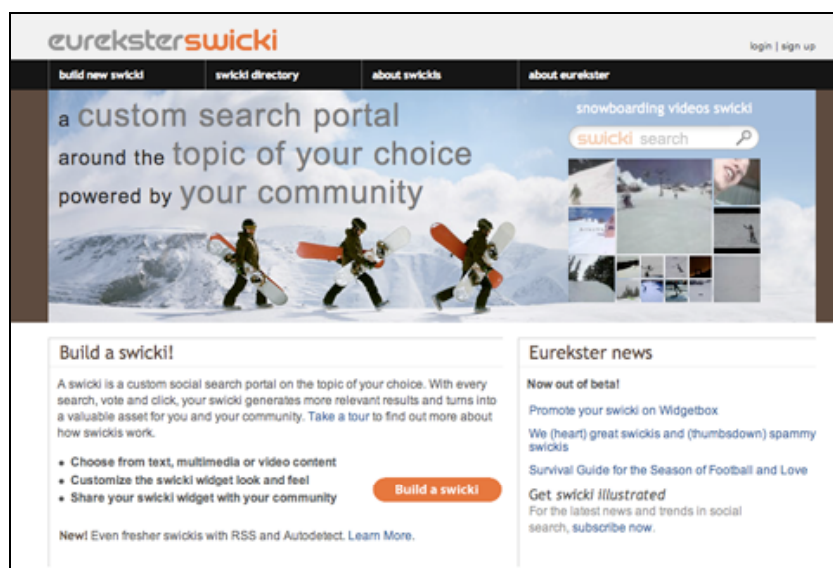 eureksterswicki
login | sign up
build new swicki
swicki directory
about swickis
about eurekster
a custom search portal
around the topic of your choice
powered by your community
snowboarding videos swicki
swicki search
Build a swicki!
A swicki is a custom social search portal on the topic of your choice. With every
search, vote and click, your swicki generates more relevant results and turns into
a valuable asset for you and your community. Take a tour to find out more about
how swickis work.
• Choose from text, multimedia or video content
• Customize the swicki widget look and feel
• Share your swicki widget with your community
Build a swicki
New! Even fresher swickis with RSS and Autodetect. Learn More.
Eurekster news
Now out of beta!
Promote your swicki on Widgetbox
We (heart) great swickis and (thumbsdown) spammy
swickis
Survival Guide for the Season of Football and Love
Get swicki illustrated
For the latest news and trends in social
search, subscribe now.